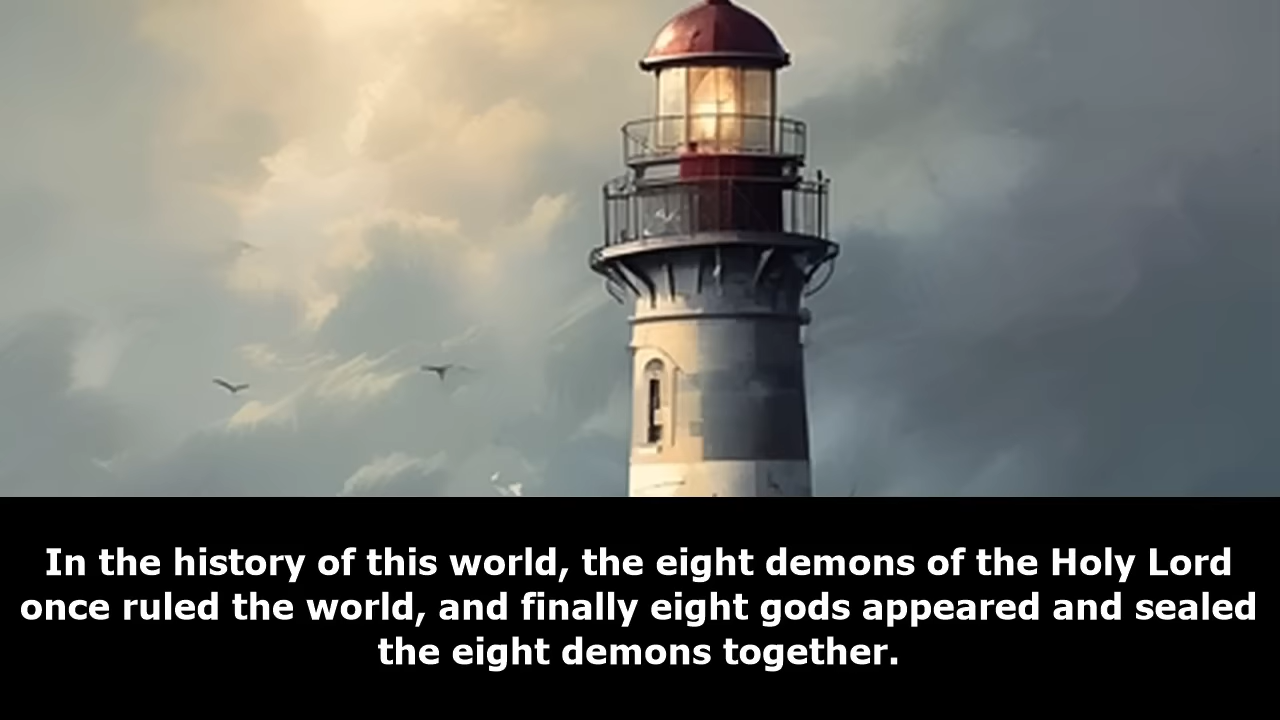 In the history of this world, the eight demons of the Holy Lord
once ruled the world, and finally eight gods appeared and sealed
the eight demons together.